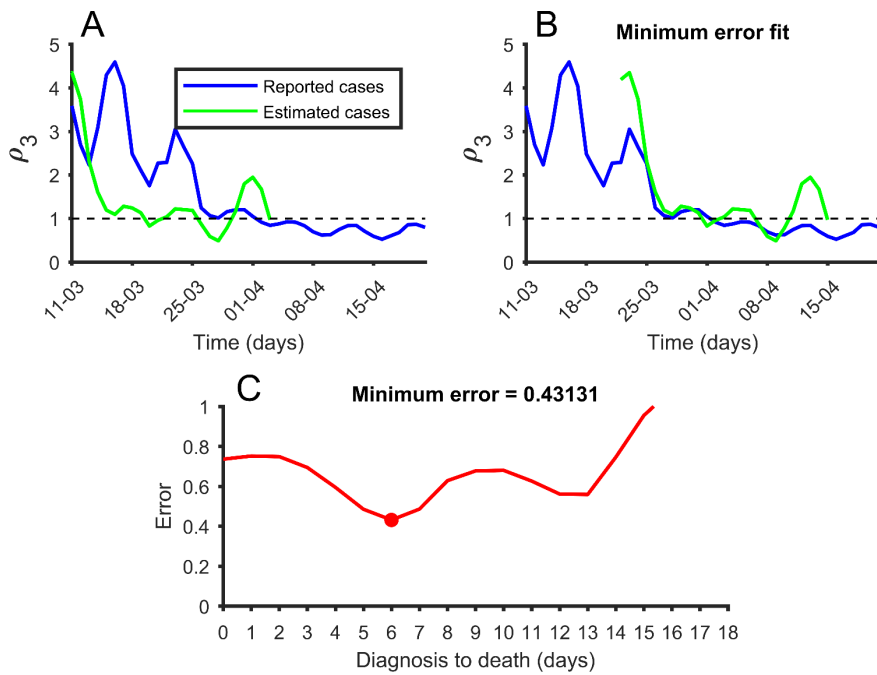 A
5
4
3
2
1
0
ρ3
Reported cases
Estimated cases
11-03
18-03
25-03
01-04
08-04
15-04
Time (days)
B
Minimum error fit
5
4
3
2
1
0
ρ3
11-03
18-03
25-03
01-04
08-04
15-04
Time (days)
C
Minimum error = 0.43131
1
0.8
0.6
0.4
0.2
0
Error
0 1 2 3 4 5 6 7 8 9 10 11 12 13 14 15 16 17 18
Diagnosis to death (days)